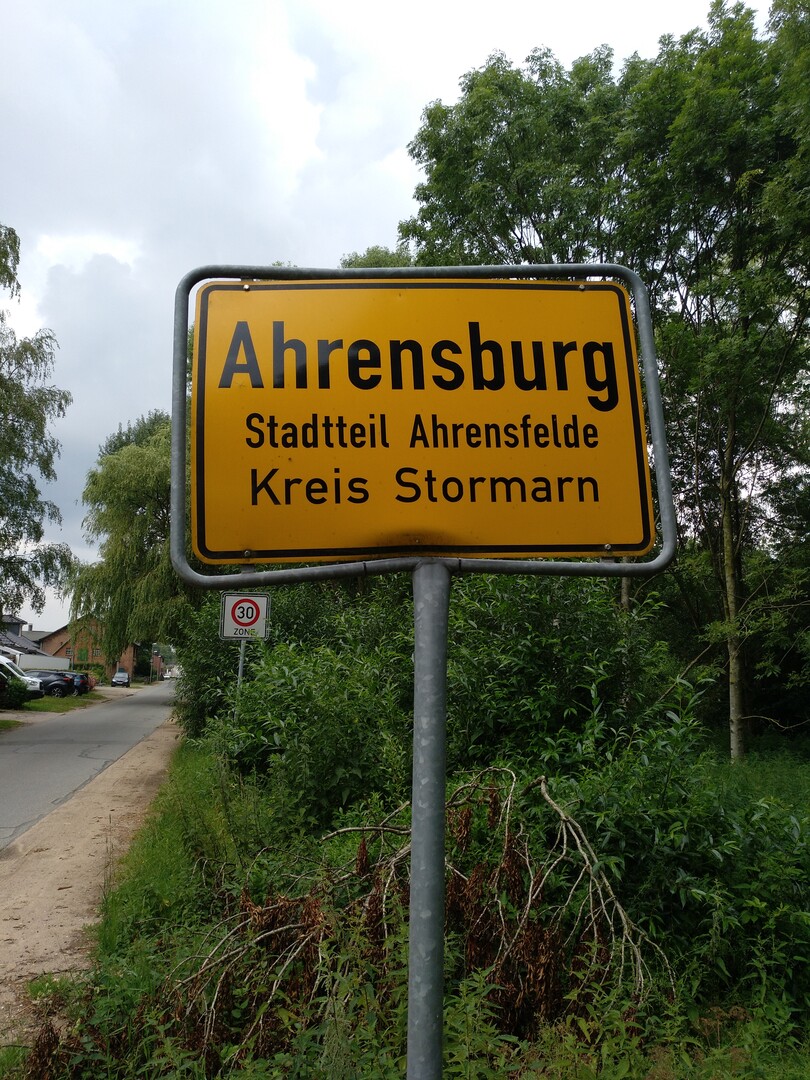 Ahrensburg
Stadtteil Ahrensfelde
Kreis Stormarn
30
ZONE